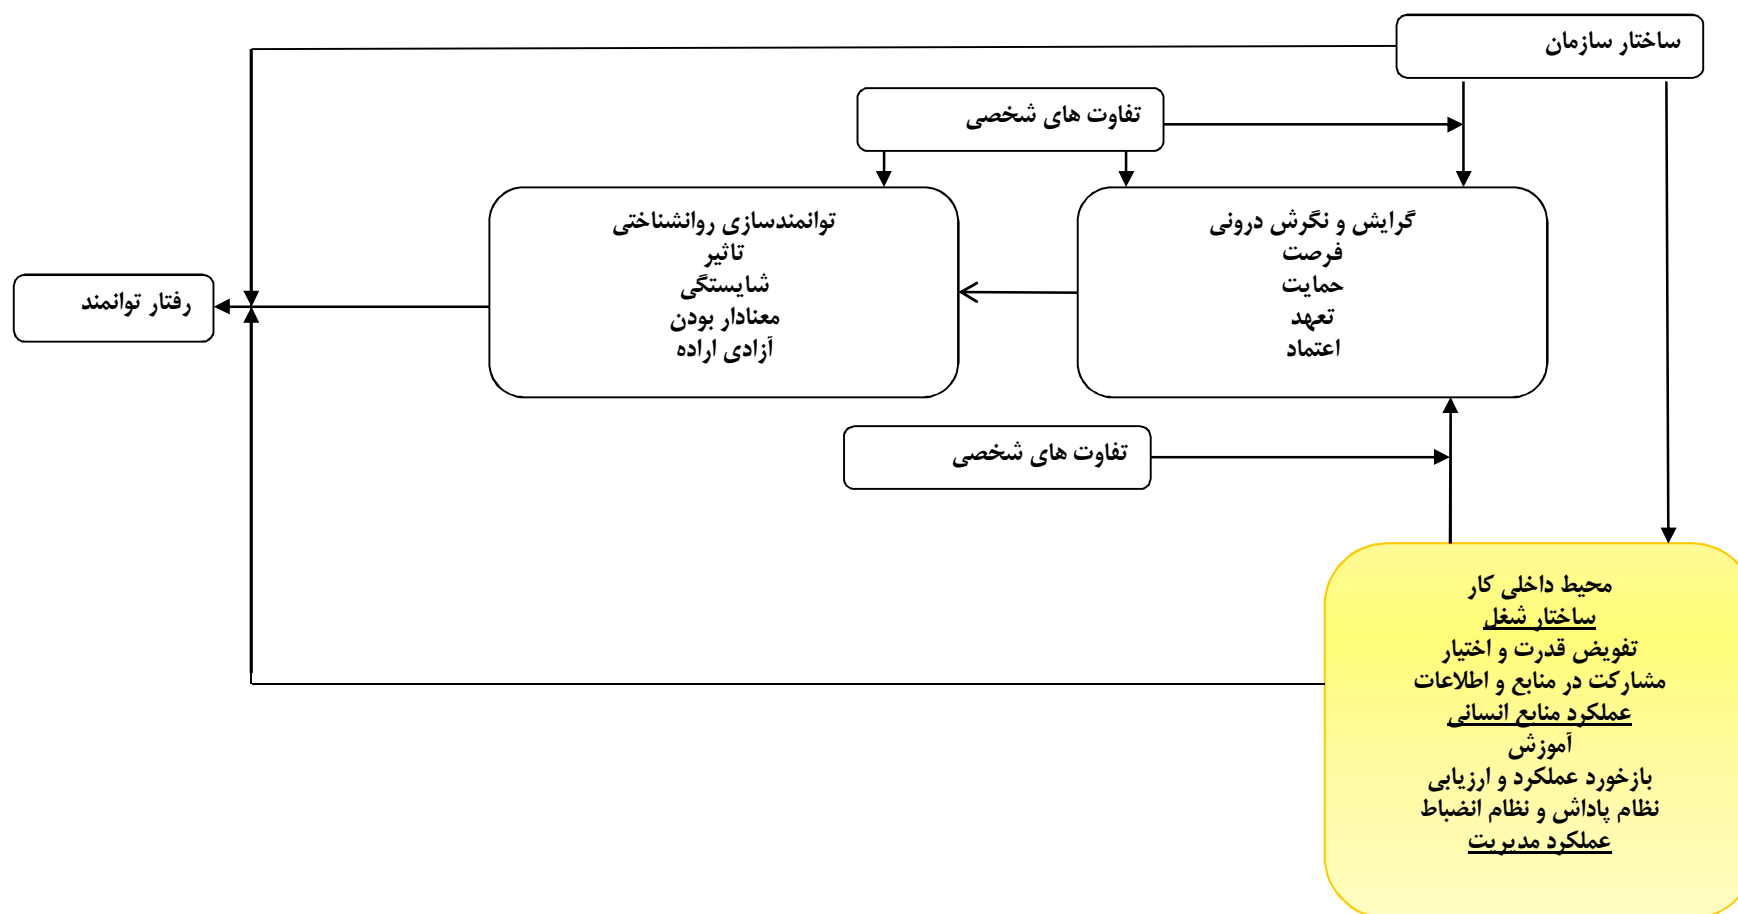 ساختار سازمان
تفاوت های شخصی
گرایش و نگرش درونی
فرصت
حمایت
تعهد
اعتماد
توانمندسازی روانشناختی
تاثیر
شایستگی
معنادار بودن
آزادی اراده
رفتار توانمند
تفاوت های شخصی
محیط داخلی کار
ساختار شغل
تفویض قدرت و اختیار
مشارکت در منابع و اطلاعات
عملکرد منابع انسانی
آموزش
بازخورد عملکرد و ارزیابی
نظام پاداش و نظام انضباط
عملکرد مدیریت